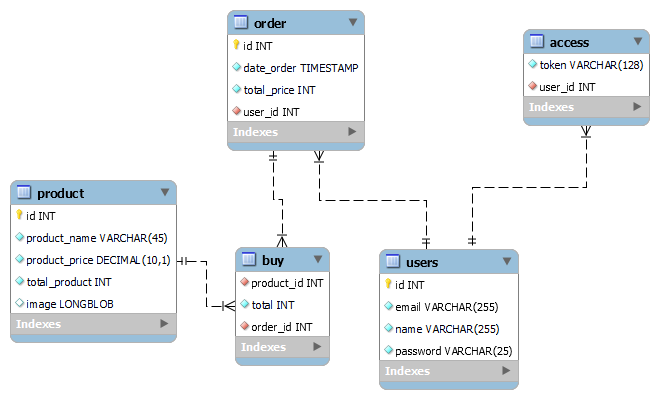 order
id INT
date_order TIMESTAMP
total_price INT
user_id INT
Indexes
access
token VARCHAR(128)
user_id INT
Indexes
product
id INT
product_name VARCHAR(45)
product_price DECIMAL(10,1)
total_product INT
image LONGBLOB
Indexes
buy
product_id INT
total INT
order_id INT
Indexes
users
id INT
email VARCHAR(255)
name VARCHAR(255)
password VARCHAR(25)
Indexes